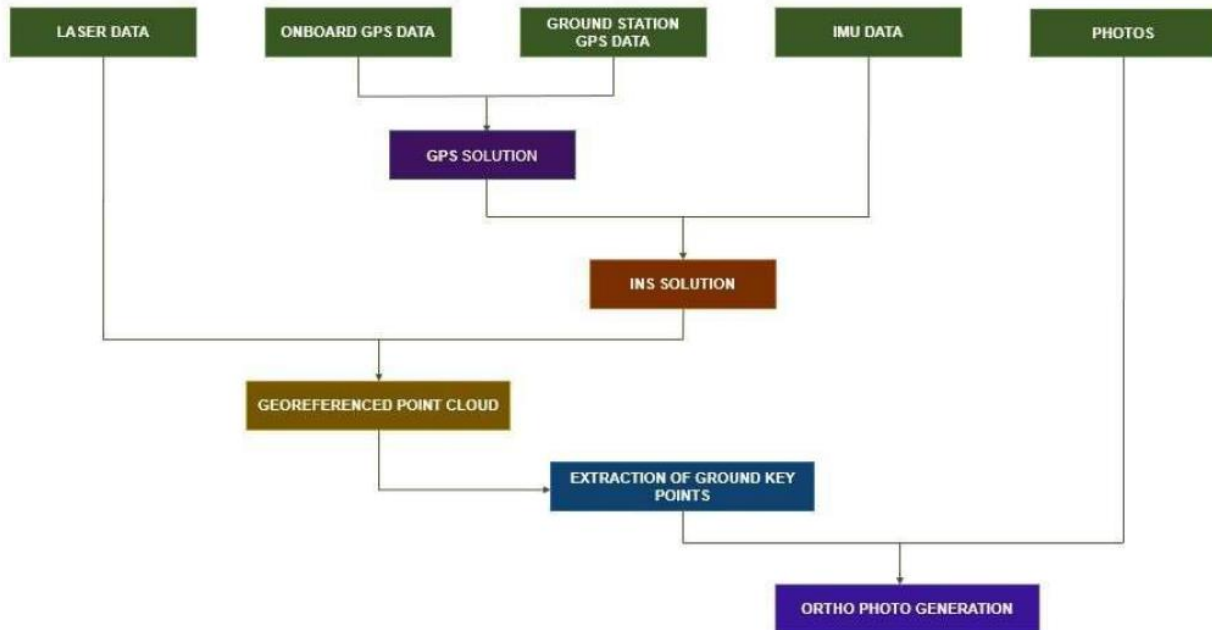 LASER DATA
ONBOARD GPS DATA
GROUND STATION
GPS DATA
IMU DATA
PHOTOS
GPS SOLUTION
INS SOLUTION
GEOREFERENCED POINT CLOUD
EXTRACTION OF GROUND KEY
POINTS
ORTHO PHOTO GENERATION